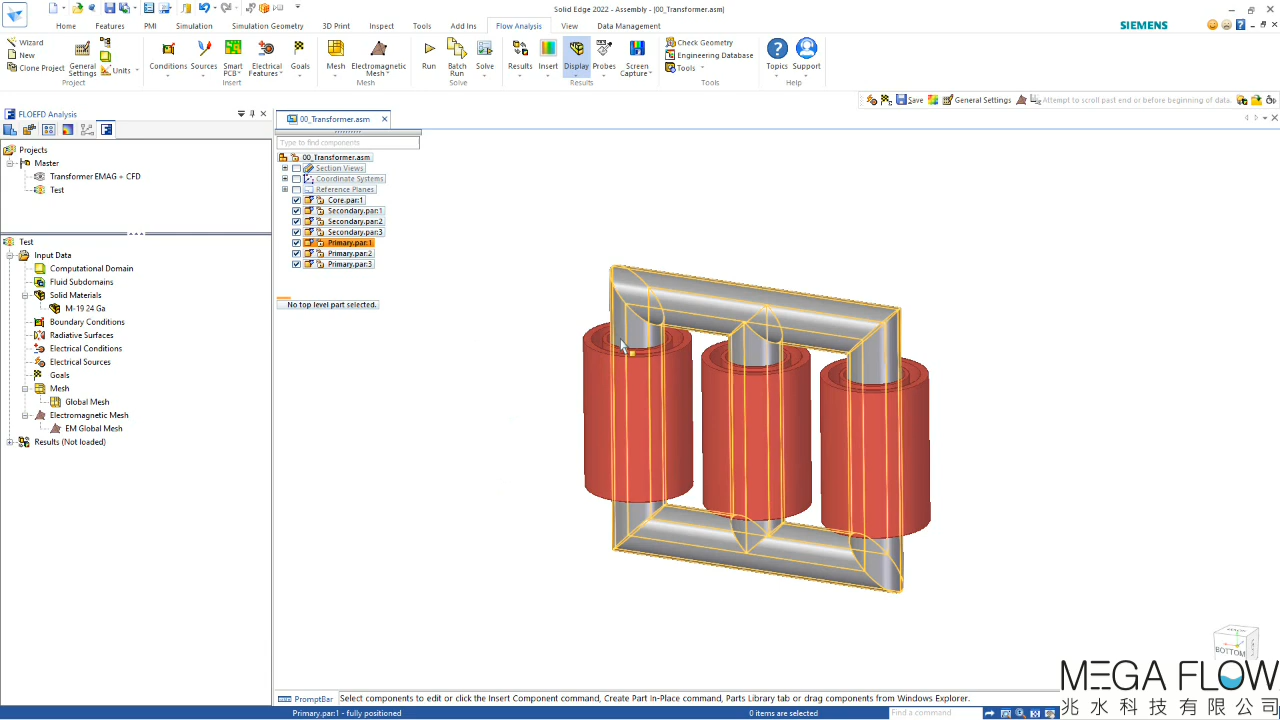 Solid Edge 2022 - Assembly - [00_Transformer.asm]
Home Features PMI Simulation Simulation Geometry 3D Print Inspect Tools Add Ins Flow Analysis View Data Management
SIEMENS
Wizard
New
Clone Project
General Settings
Units
Project
Conditions
Sources
Smart PCB
Electrical Features
Goals
Insert
Mesh
Electromagnetic Mesh
Mesh
Run
Batch Run
Solve
Solve
Results
Insert
Display
Probes
Screen Capture
Results
Check Geometry
Engineering Database
Tools
Tools
Topics
Support
Help
Save
General Settings
Attempt to scroll past end or before beginning of data.
FLOEFD Analysis
00_Transformer.asm
Type to find components
Projects
Master
Transformer EMAG + CFD
Test
00_Transformer.asm
Section Views
Coordinate Systems
Reference Planes
Core.par:1
Secondary.par:1
Secondary.par:2
Secondary.par:3
Primary.par:1
Primary.par:2
Primary.par:3
No top level part selected.
Test
Input Data
Computational Domain
Fluid Subdomains
Solid Materials
M-19 24 Ga
Boundary Conditions
Radiative Surfaces
Electrical Conditions
Electrical Sources
Goals
Mesh
Global Mesh
Electromagnetic Mesh
EM Global Mesh
Results (Not loaded)
BOTTOM
MEGA FLOW
兆水科技有限公司
PromptBar
Select components to edit or click the Insert Component command, Create Part In-Place command, Parts Library tab or drag components from Windows Explorer.
Primary.par:1 - fully positioned
0 items are selected
Find a command